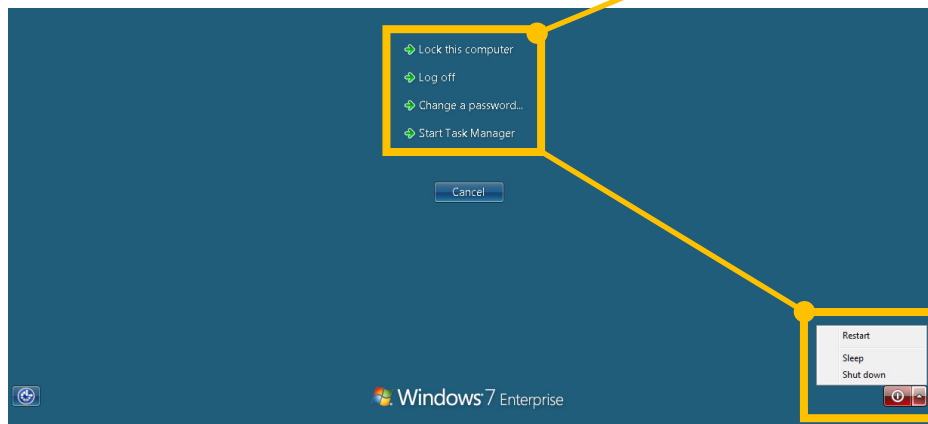 Lock this computer
Log off
Change a password...
Start Task Manager
Cancel
Restart
Sleep
Shut down
Windows 7 Enterprise